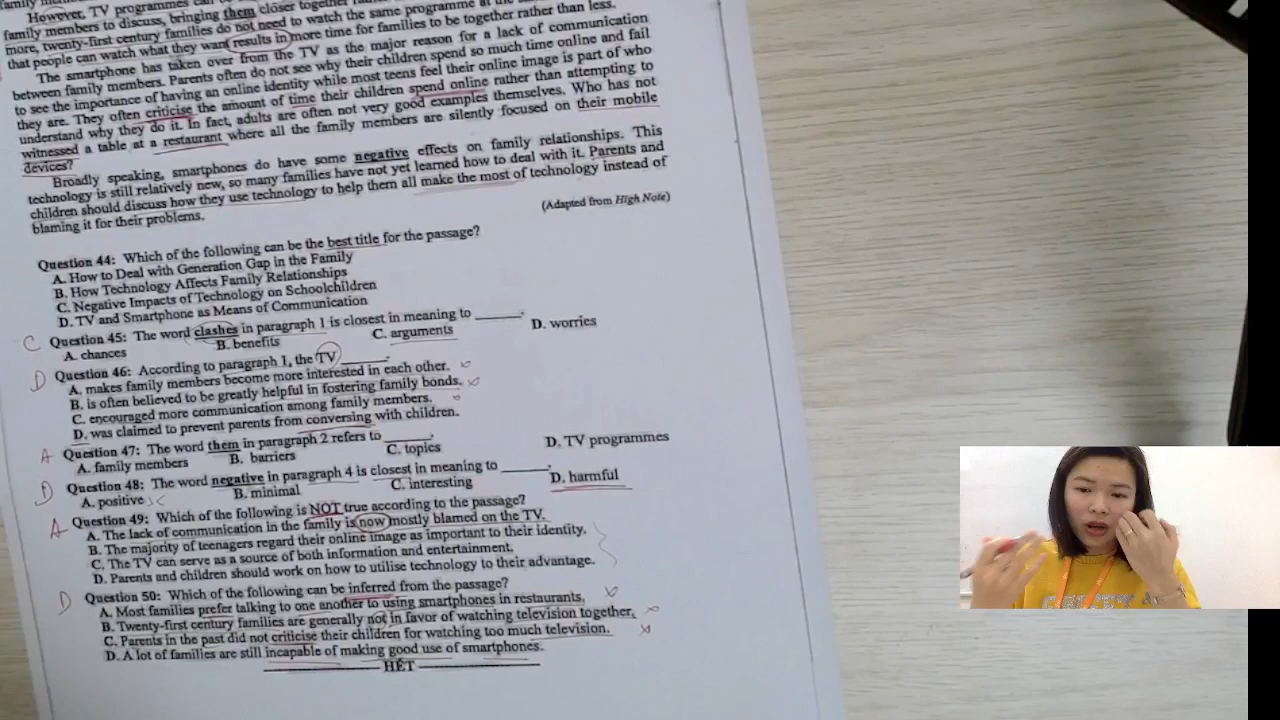 family
However, TV programmes can
family members to discuss, bringing them closer together
more, twenty-first century families do not need to watch the same programme at the
that people can watch what they want results in more time for families to be together rather than less.
The smartphone has taken over from the TV as the major reason for a lack of communication
between family members. Parents often do not see why their children spend so much time online and fail
to see the importance of having an online identity while most teens feel their online image is part of who
they are. They often criticise the amount of time their children spend online rather than attempting to
understand why they do it. In fact, adults are often not very good examples themselves. Who has not
witnessed a table at a restaurant where all the family members are silently focused on their mobile
devices?
Broadly speaking, smartphones do have some negative effects on family relationships. This
technology is still relatively new, so many families have not yet learned how to deal with it. Parents and
children should discuss how they use technology to help them all make the most of technology instead of
blaming it for their problems.
(Adapted from High Note)
Question 44: Which of the following can be the best title for the passage?
A. How to Deal with Generation Gap in the Family
B. How Technology Affects Family Relationships
C. Negative Impacts of Technology on Schoolchildren
D. TV and Smartphone as Means of Communication
C Question 45: The word clashes in paragraph 1 is closest in meaning to ______.
A. chances B. benefits C. arguments D. worries
D Question 46: According to paragraph 1, the TV ______.
A. makes family members become more interested in each other.
B. is often believed to be greatly helpful in fostering family bonds.
C. encouraged more communication among family members.
D. was claimed to prevent parents from conversing with children.
A Question 47: The word them in paragraph 2 refers to ______.
A. family members B. barriers C. topics D. TV programmes
D Question 48: The word negative in paragraph 4 is closest in meaning to ______.
A. positive B. minimal C. interesting D. harmful
A Question 49: Which of the following is NOT true according to the passage?
A. The lack of communication in the family is now mostly blamed on the TV.
B. The majority of teenagers regard their online image as important to their identity.
C. The TV can serve as a source of both information and entertainment.
D. Parents and children should work on how to utilise technology to their advantage.
D Question 50: Which of the following can be inferred from the passage?
A. Most families prefer talking to one another to using smartphones in restaurants.
B. Twenty-first century families are generally not in favor of watching television together.
C. Parents in the past did not criticise their children for watching too much television.
D. A lot of families are still incapable of making good use of smartphones.
HẾT